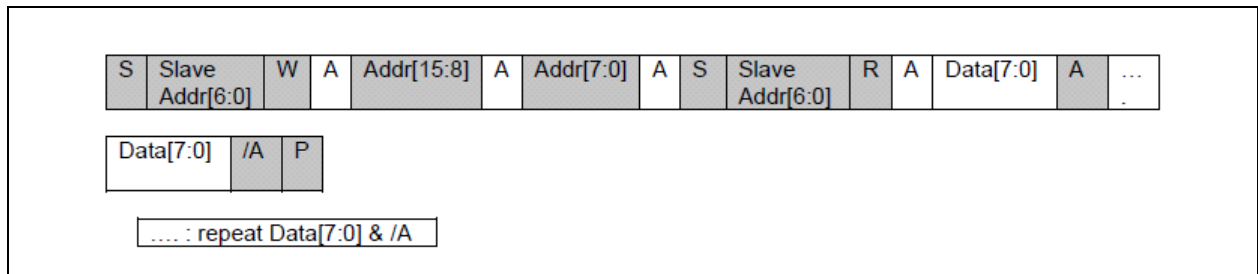 S Slave Addr[6:0] W A Addr[15:8] A Addr[7:0] A S Slave Addr[6:0] R A Data[7:0] A ... .
Data[7:0] /A P
.... : repeat Data[7:0] & /A